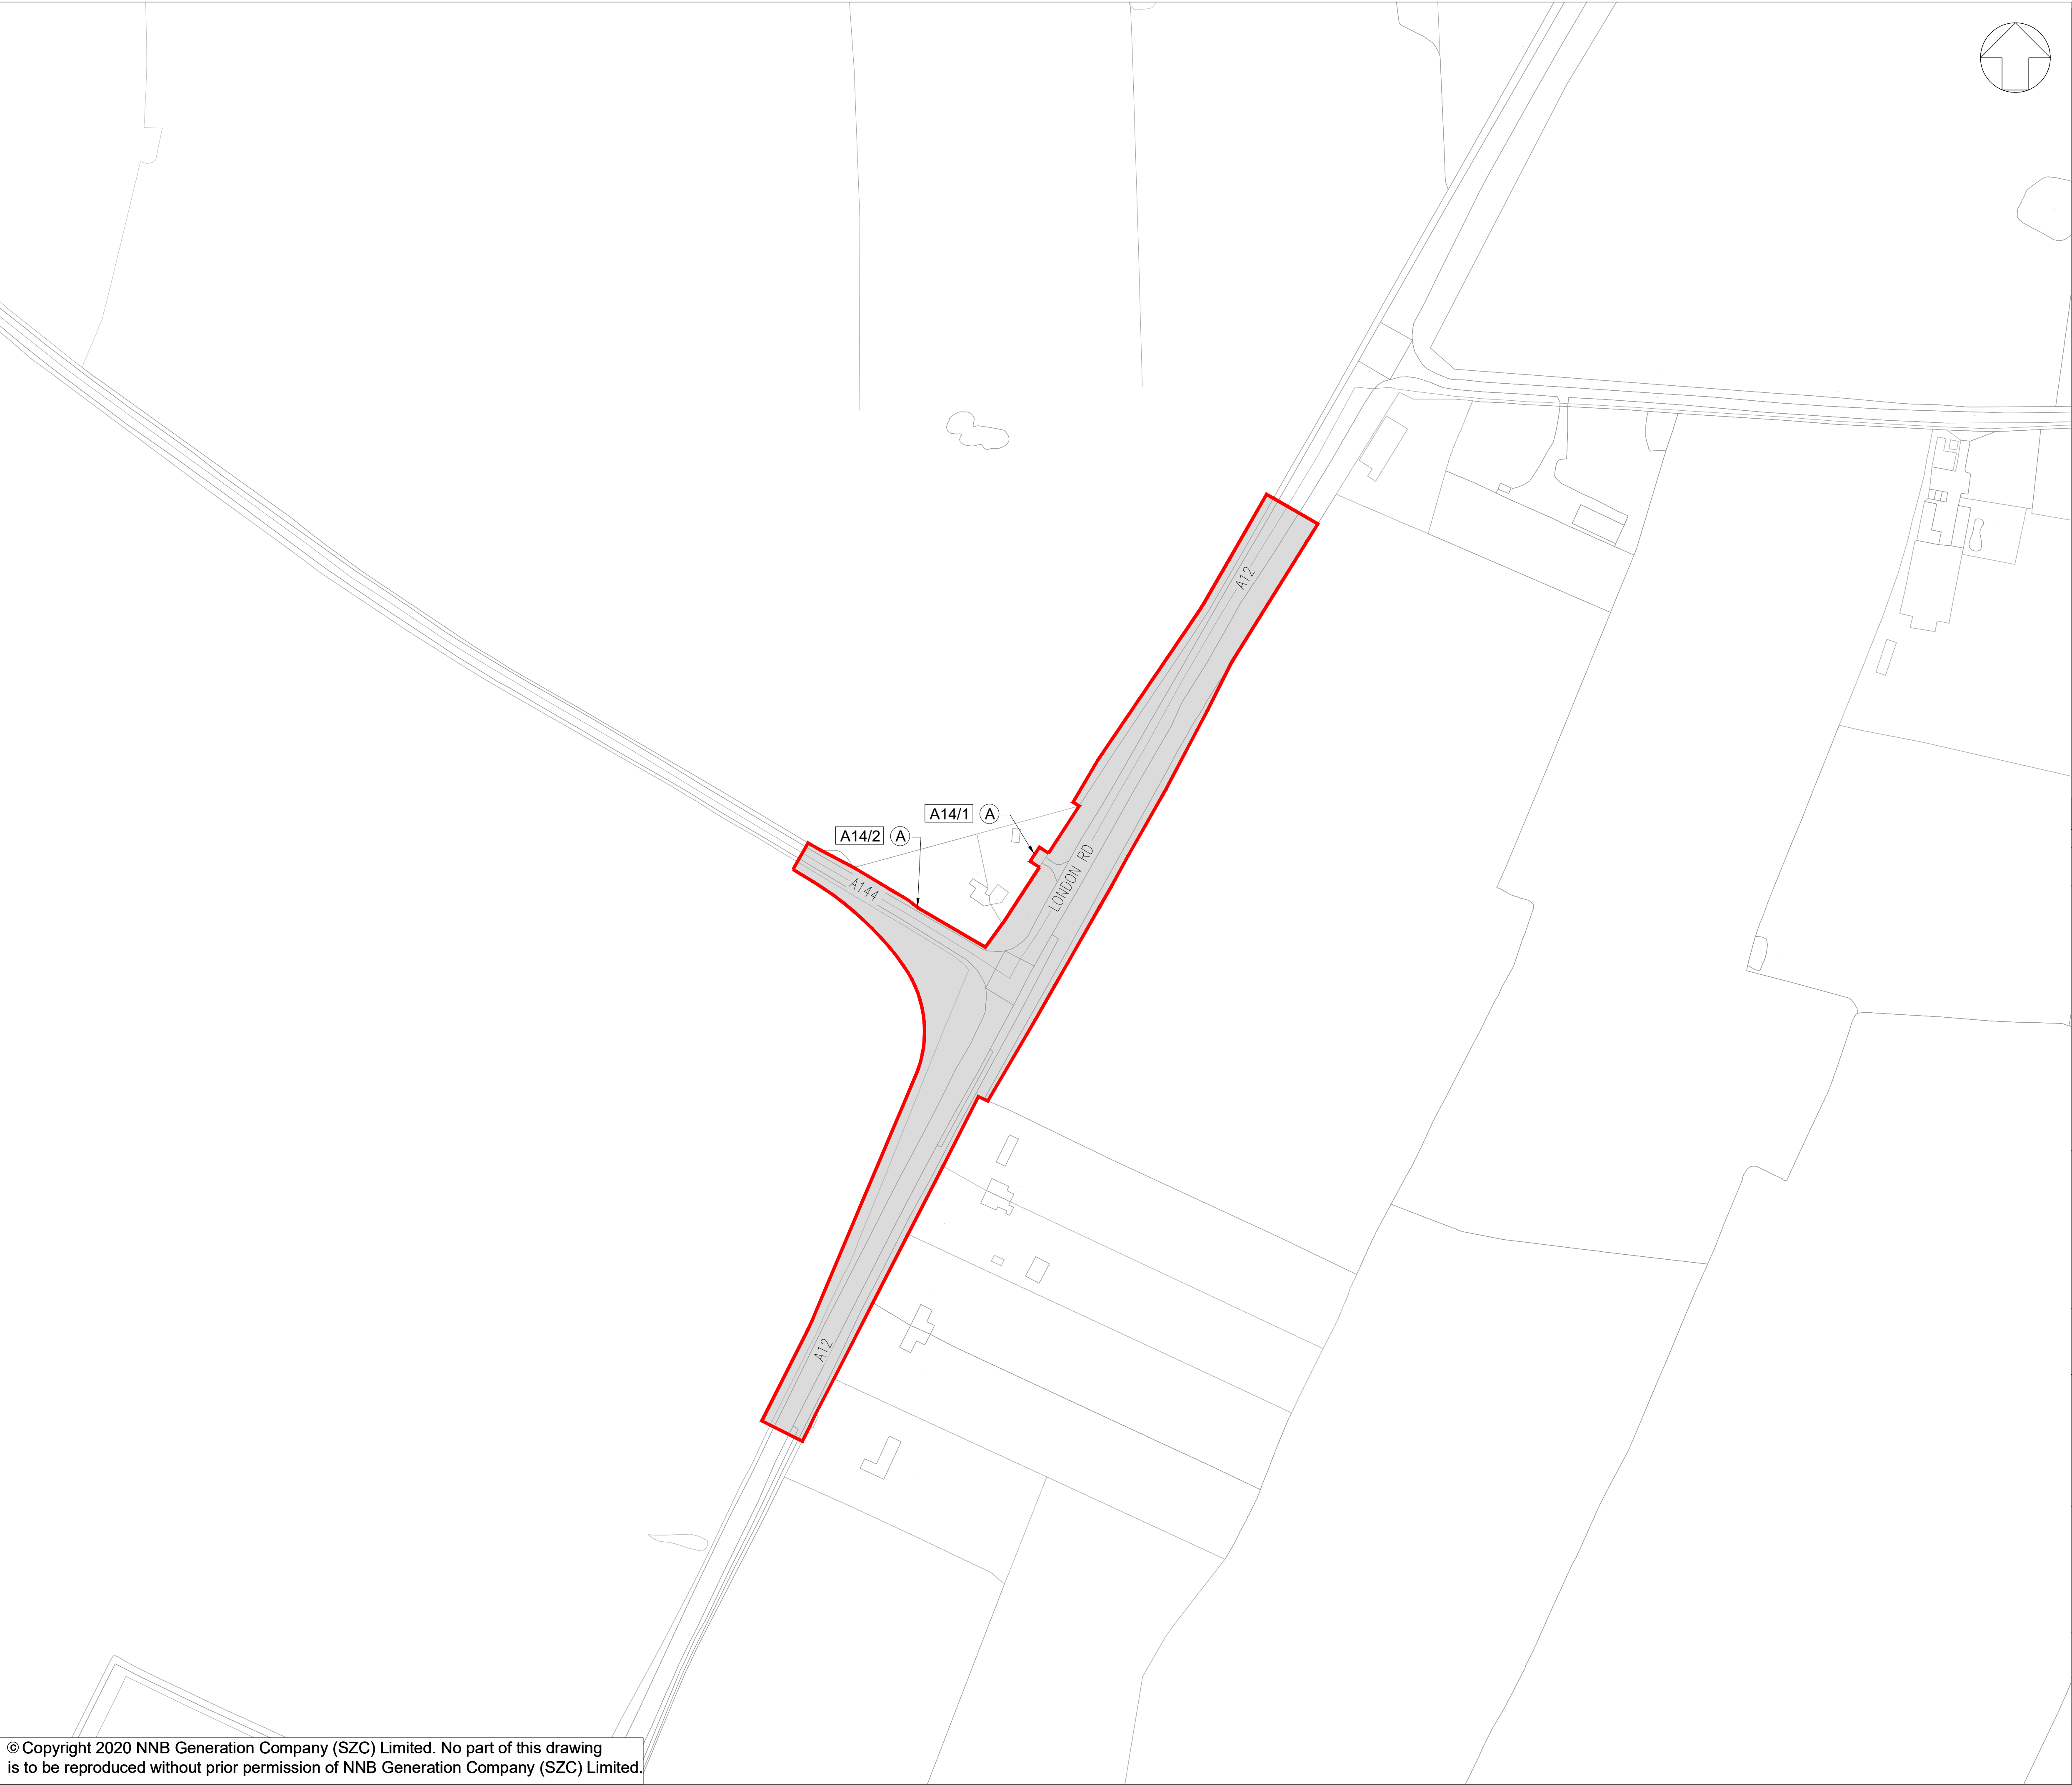 A12
A14/1 A
A14/2 A
LONDON RD
A144
A12
© Copyright 2020 NNB Generation Company (SZC) Limited. No part of this drawing
is to be reproduced without prior permission of NNB Generation Company (SZC) Limited.